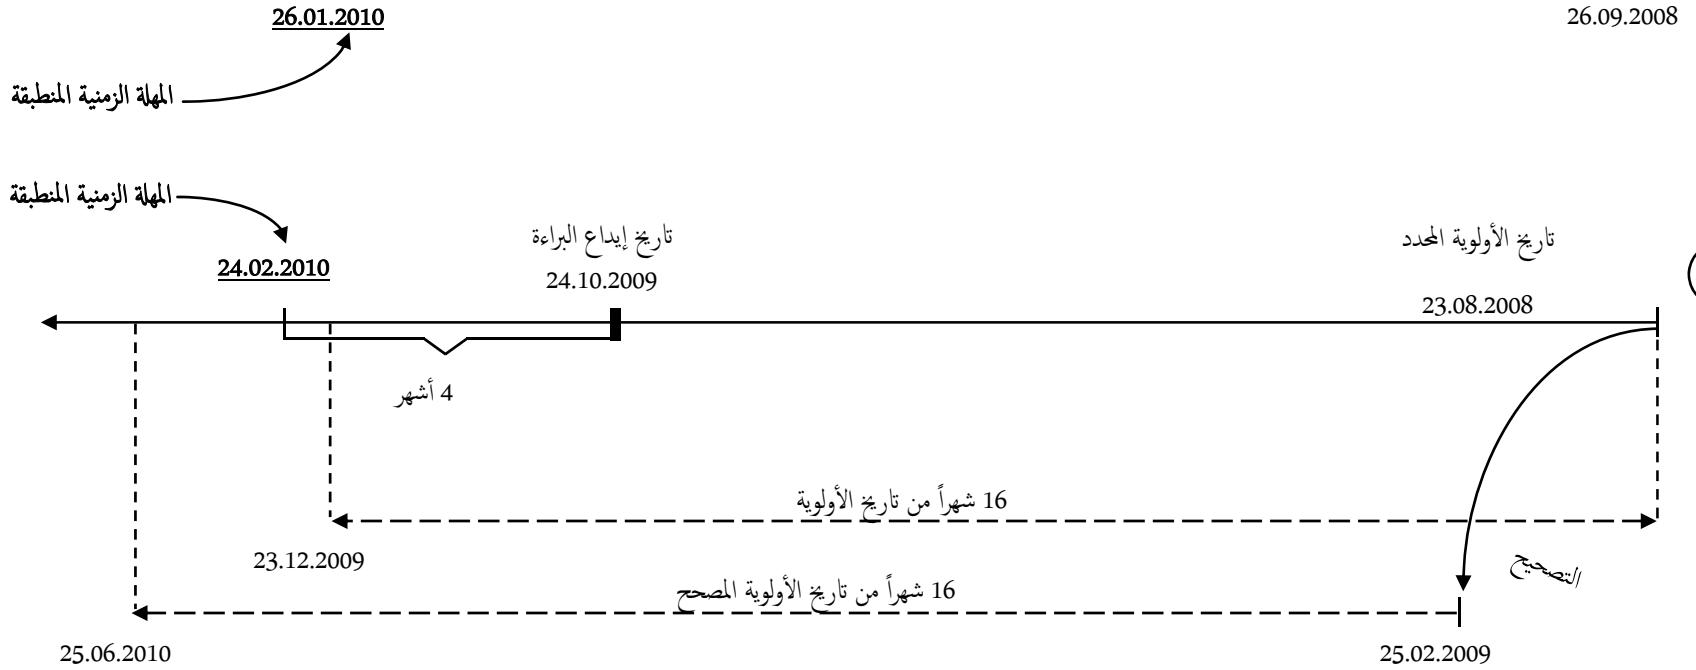 26.09.2008
26.01.2010
المهلة الزمنية المنطبقة
المهلة الزمنية المنطبقة
تاريخ الأولوية المحدد
تاريخ إيداع البراءة
24.02.2010
24.10.2009
23.08.2008
4 أشهر
16 شهراً من تاريخ الأولوية
23.12.2009
التصحيح
16 شهراً من تاريخ الأولوية المصحح
25.02.2009
25.06.2010